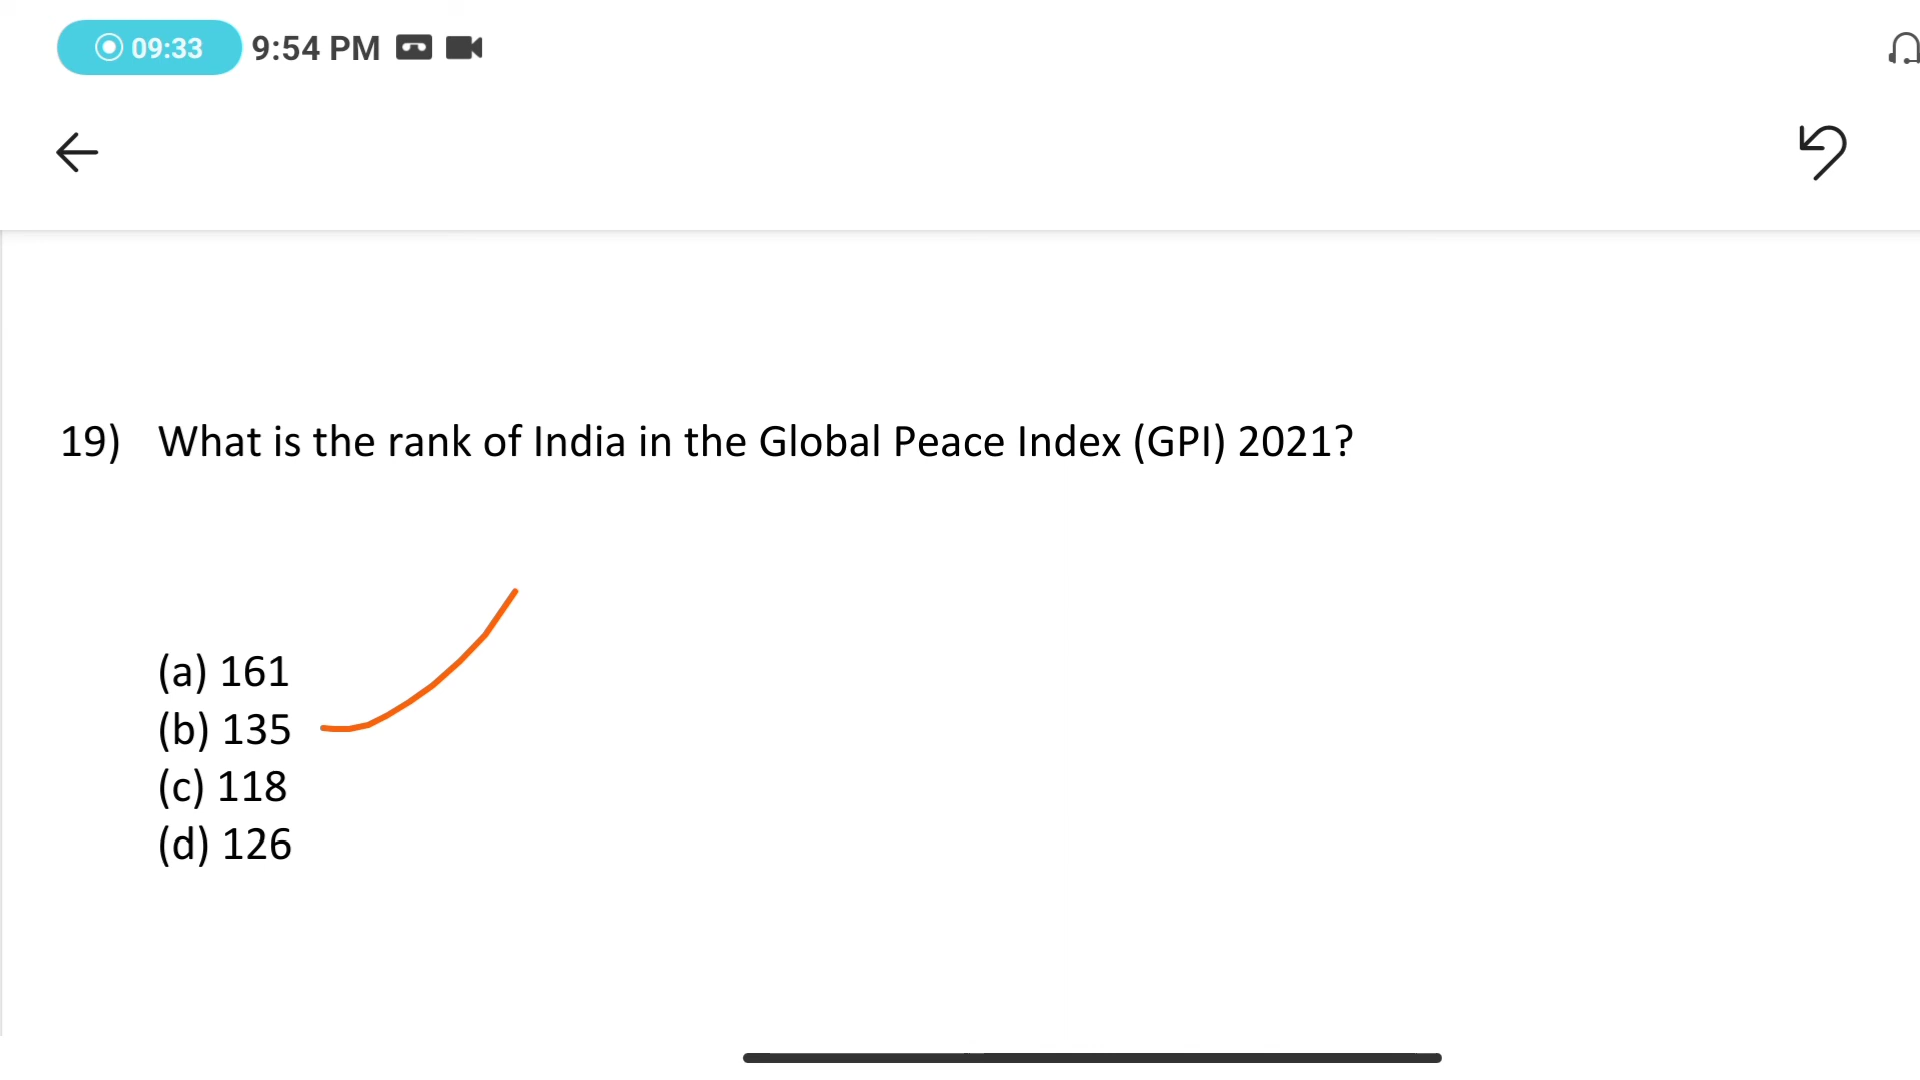 09:33 9:54 PM
19) What is the rank of India in the Global Peace Index (GPI) 2021?
(a) 161
(b) 135
(c) 118
(d) 126